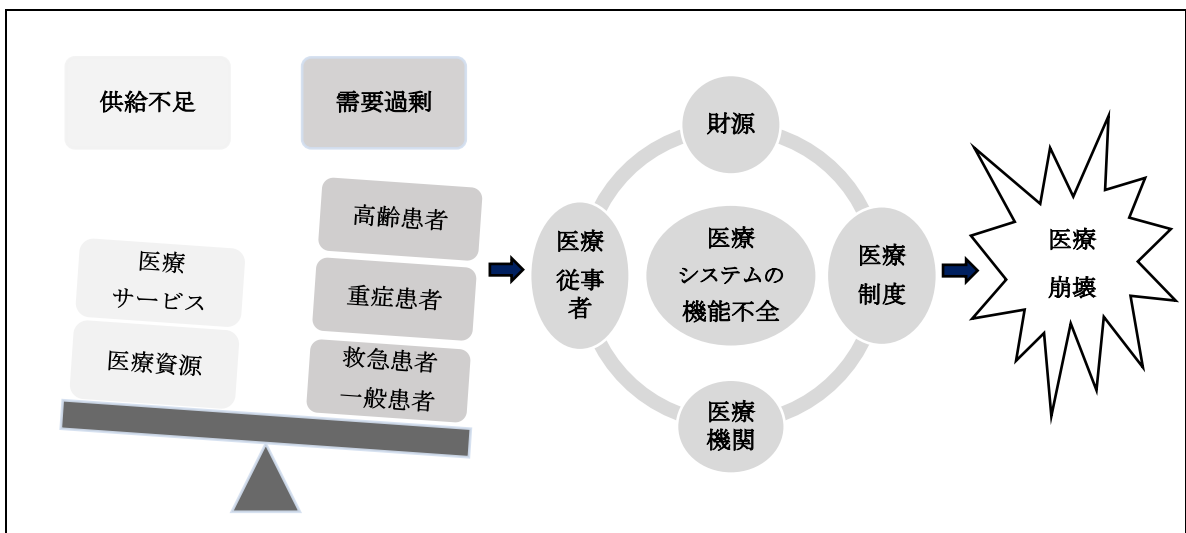 供給不足
需要過剰
医療
サービス
医療資源
高齢患者
重症患者
救急患者
一般患者
財源
医療
従事
者
医療
システムの
機能不全
医療
制度
医療
機関
医療
崩壊